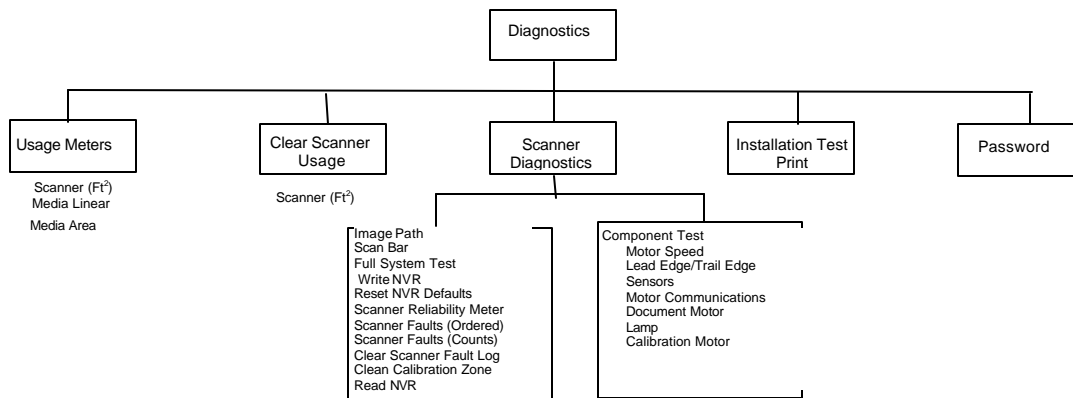 Diagnostics
Usage Meters
Clear Scanner
Usage
Scanner
Diagnostics
Installation Test
Print
Password
Scanner (Ft²)
Media Linear
Media Area
Scanner (Ft²)
Image Path
Scan Bar
Full System Test
Write NVR
Reset NVR Defaults
Scanner Reliability Meter
Scanner Faults (Ordered)
Scanner Faults (Counts)
Clear Scanner Fault Log
Clean Calibration Zone
Read NVR
Component Test
Motor Speed
Lead Edge/Trail Edge
Sensors
Motor Communications
Document Motor
Lamp
Calibration Motor